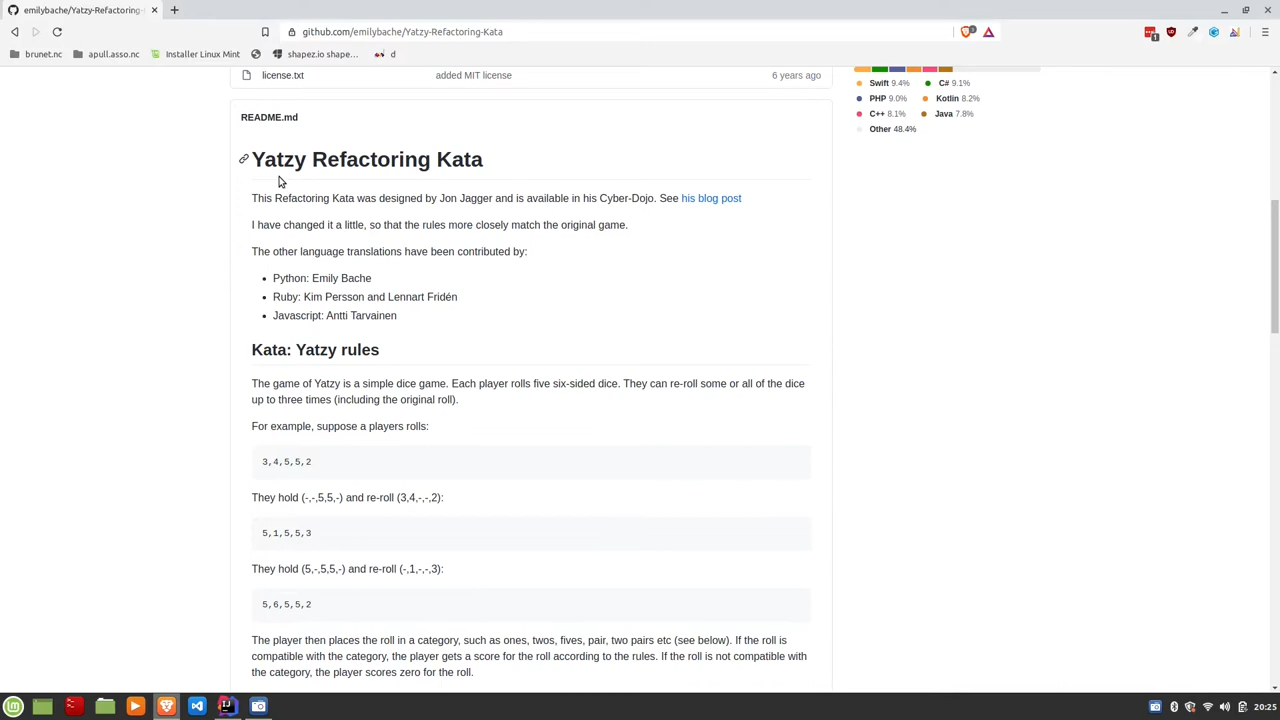 emilybache/Yatzy-Refactoring-Ka
github.com/emilybache/Yatzy-Refactoring-Kata
brunet.nc
apull.asso.nc
Installer Linux Mint
shapez.io shape...
d
license.txt added MIT license 6 years ago
Swift 9.4% C# 9.1%
PHP 9.0% Kotlin 8.2%
C++ 8.1% Java 7.8%
Other 48.4%
README.md
Yatzy Refactoring Kata
This Refactoring Kata was designed by Jon Jagger and is available in his Cyber-Dojo. See his blog post
I have changed it a little, so that the rules more closely match the original game.
The other language translations have been contributed by:
Python: Emily Bache
Ruby: Kim Persson and Lennart Fridén
Javascript: Antti Tarvainen
Kata: Yatzy rules
The game of Yatzy is a simple dice game. Each player rolls five six-sided dice. They can re-roll some or all of the dice
up to three times (including the original roll).
For example, suppose a players rolls:
3,4,5,5,2
They hold (-,-,5,5,-) and re-roll (3,4,-,-,2):
5,1,5,5,3
They hold (5,-,5,5,-) and re-roll (-,1,-,-,3):
5,6,5,5,2
The player then places the roll in a category, such as ones, twos, fives, pair, two pairs etc (see below). If the roll is
compatible with the category, the player gets a score for the roll according to the rules. If the roll is not compatible with
the category, the player scores zero for the roll.
20:25